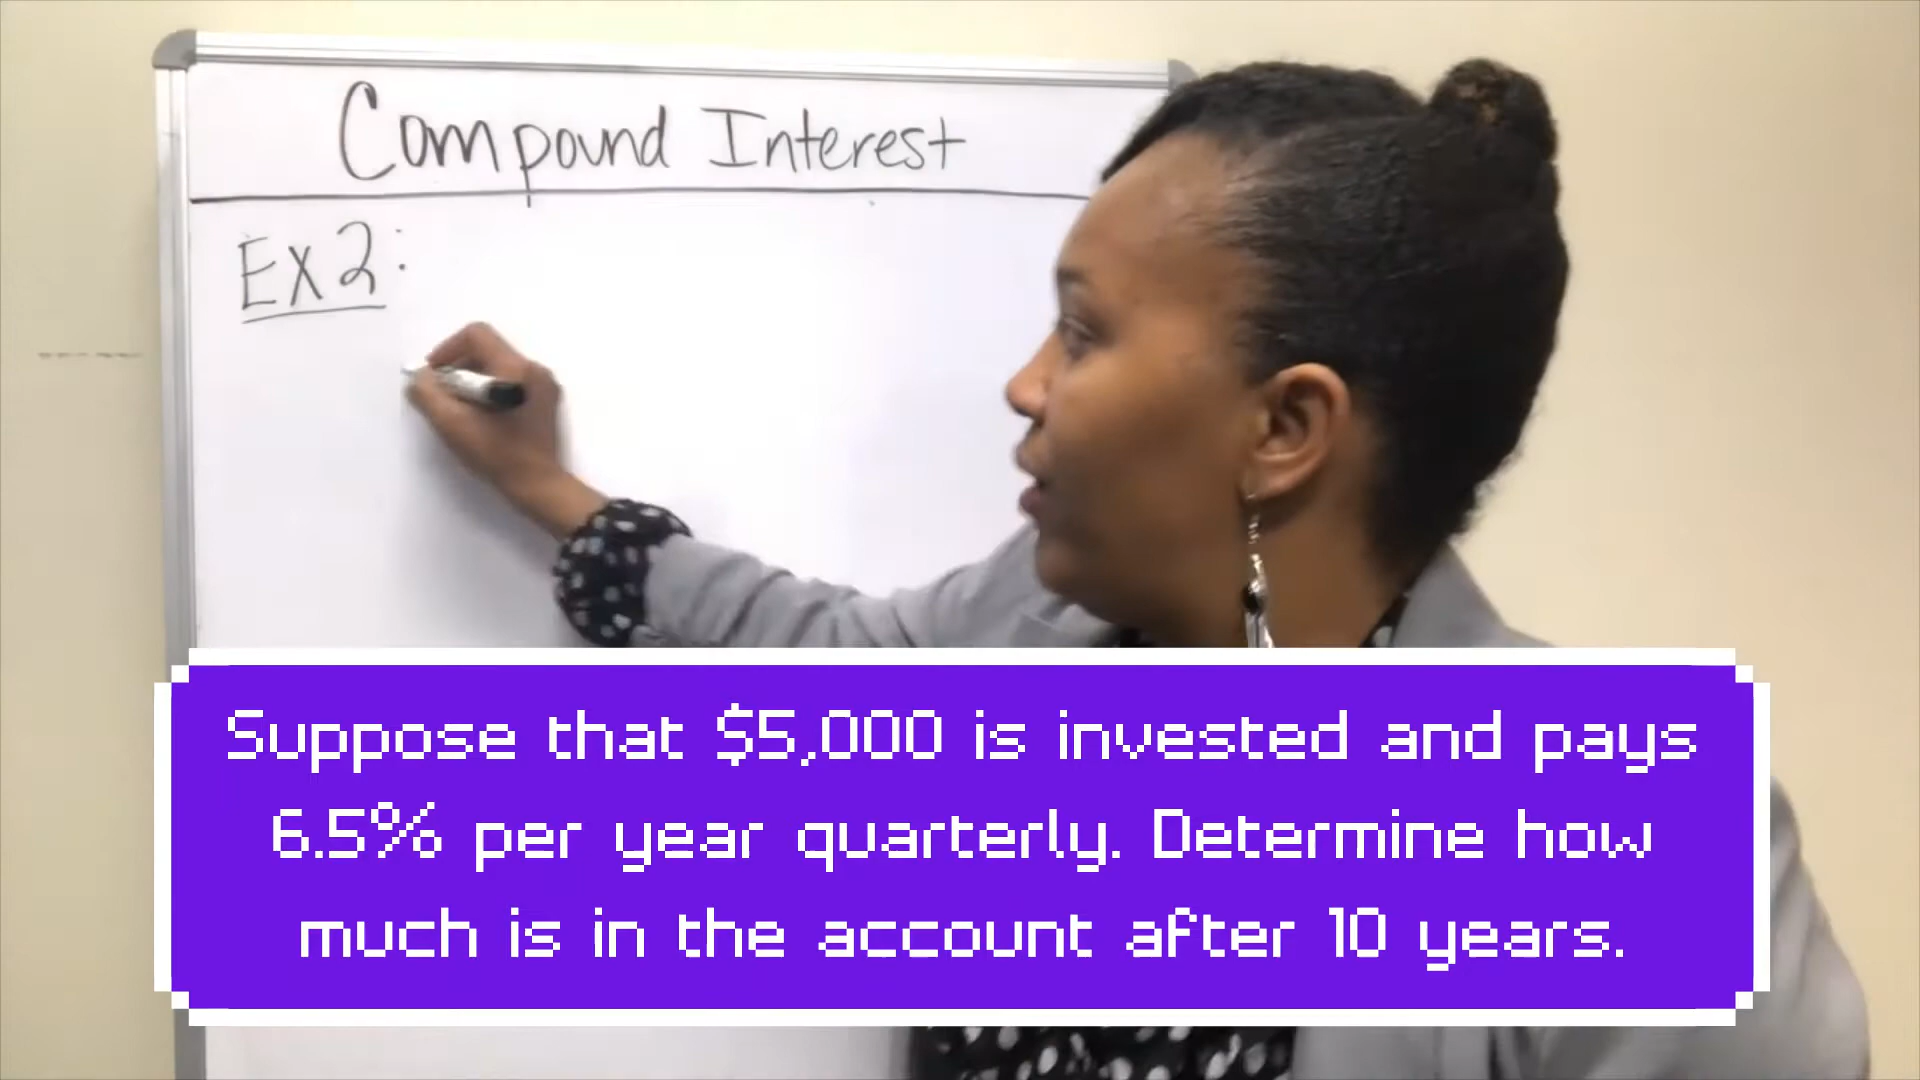 Compound Interest
Ex 2:
Suppose that $5,000 is invested and pays
6.5% per year quarterly. Determine how
much is in the account after 10 years.